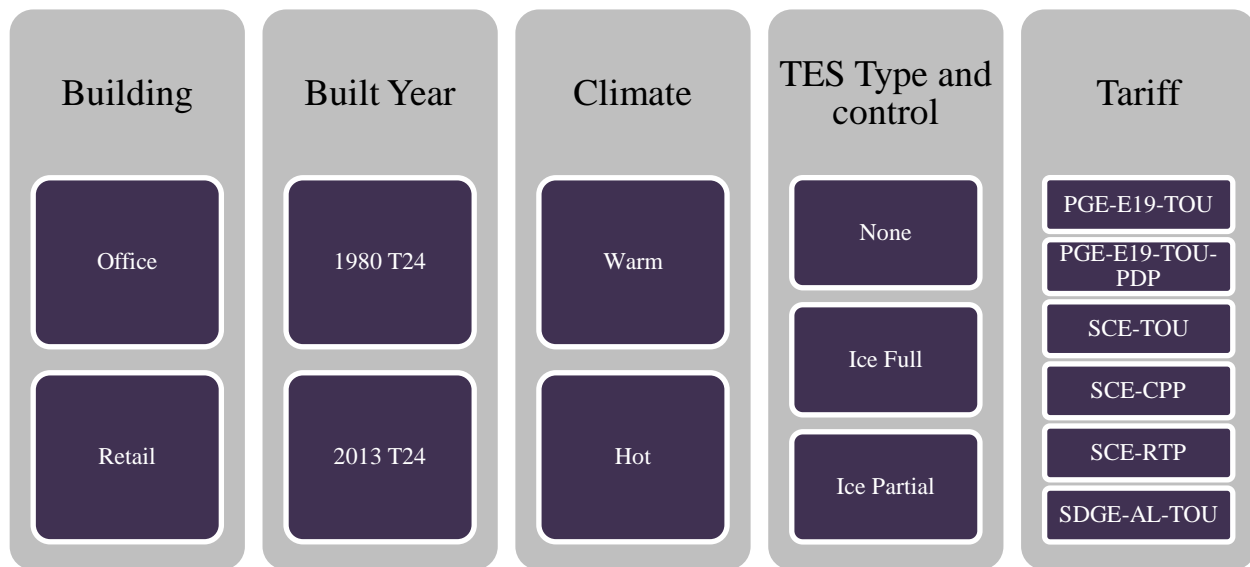 Building
Office
Retail
Built Year
1980 T24
2013 T24
Climate
Warm
Hot
TES Type and
control
None
Ice Full
Ice Partial
Tariff
PGE-E19-TOU
PGE-E19-TOU-
PDP
SCE-TOU
SCE-CPP
SCE-RTP
SDGE-AL-TOU